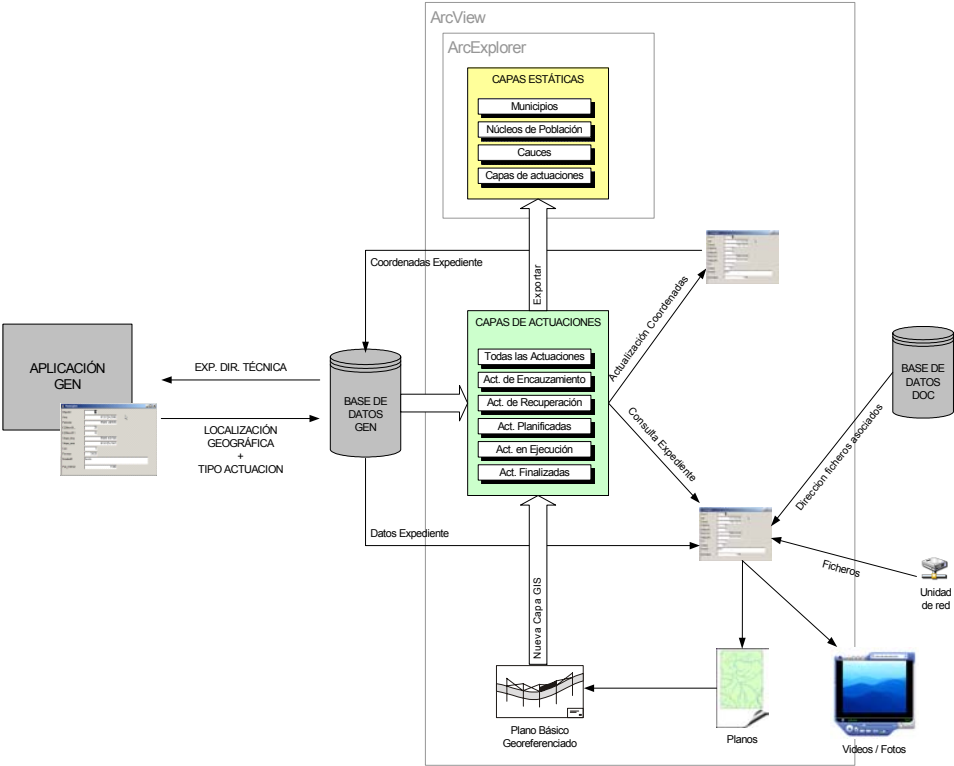 ArcView
ArcExplorer
CAPAS ESTÁTICAS
Municipios
Núcleos de Población
Cauces
Capas de actuaciones
Exportar
Coordenadas Expediente
Actualización Coordenadas
CAPAS DE ACTUACIONES
Todas las Actuaciones
Act. de Encauzamiento
Act. de Recuperación
Act. Planificadas
Act. en Ejecución
Act. Finalizadas
APLICACIÓN
GEN
EXP. DIR. TÉCNICA
LOCALIZACIÓN
GEOGRÁFICA
+
TIPO ACTUACION
BASE DE
DATOS
GEN
BASE DE
DATOS
DOC
Consulta Expediente
Direccion ficheros asociados
Datos Expediente
Ficheros
Unidad
de red
Nueva Capa GIS
Plano Básico
Georeferenciado
Planos
Videos / Fotos